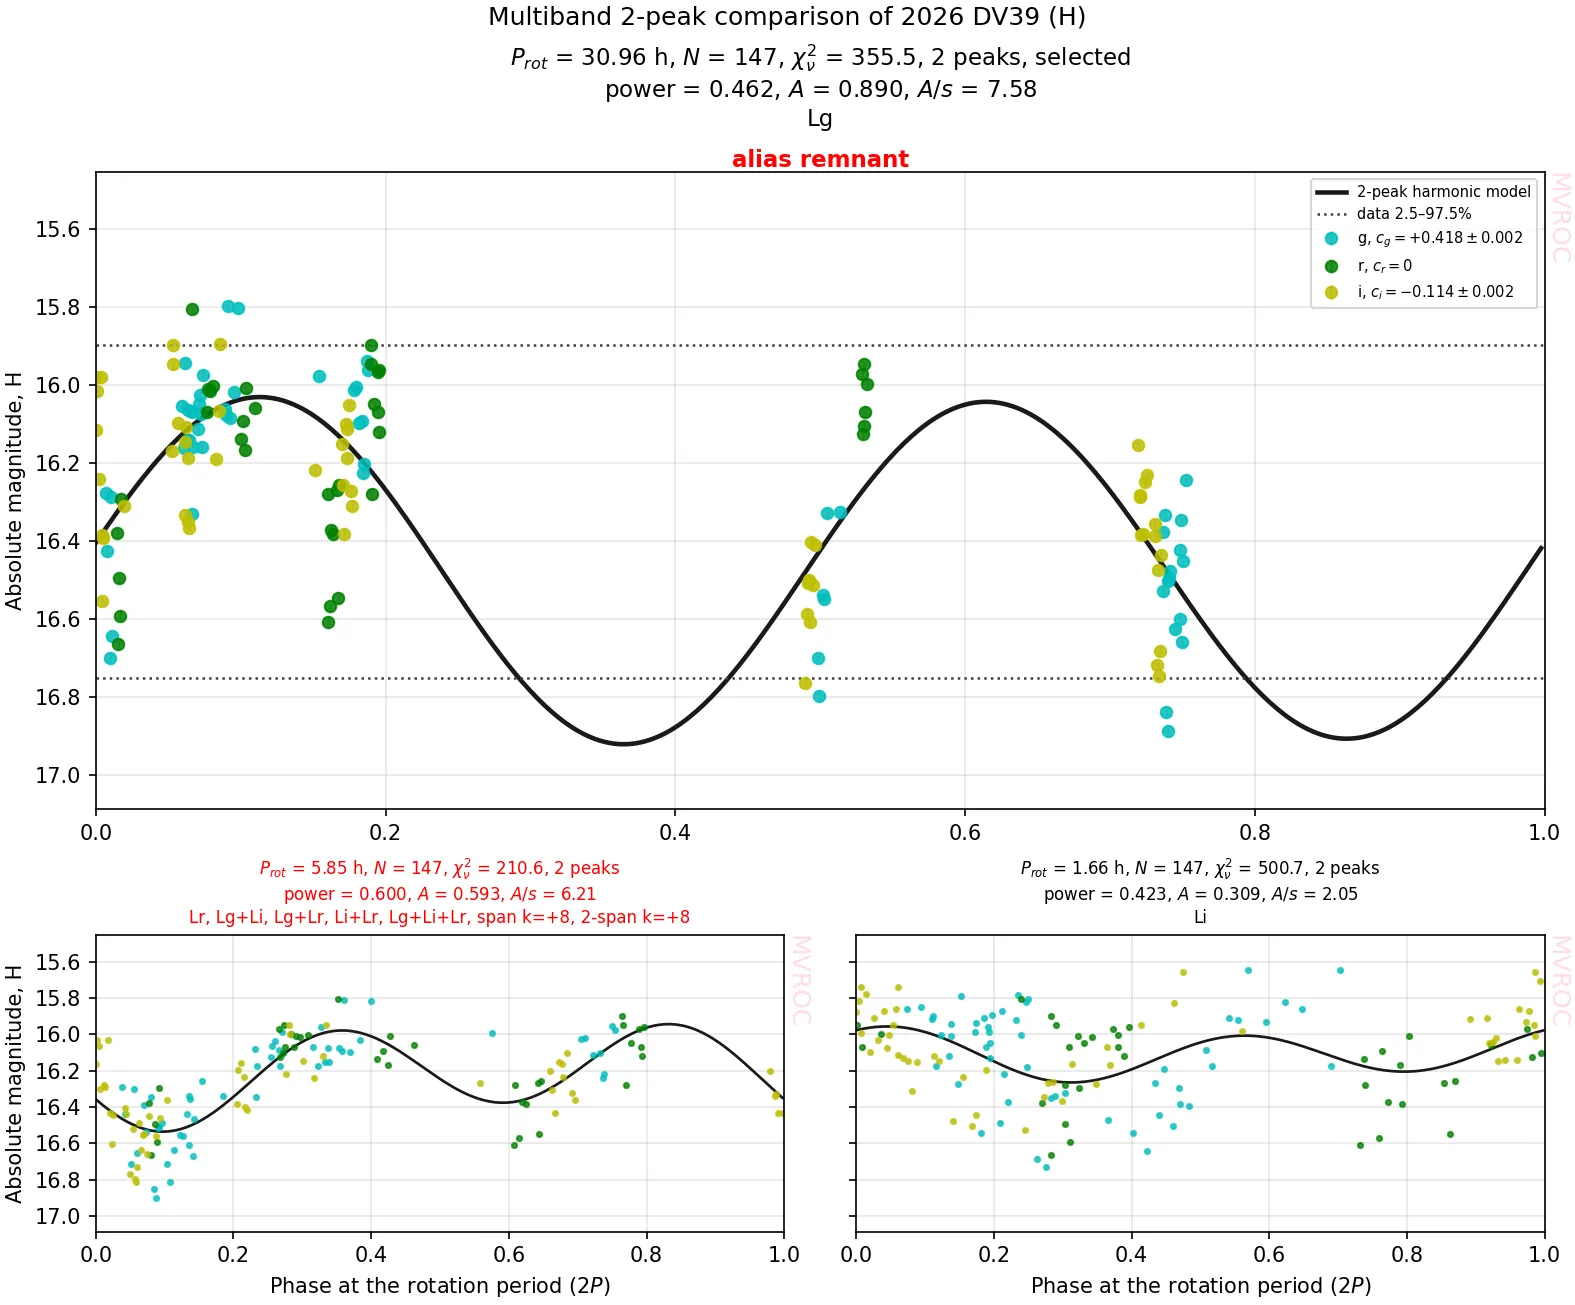 Multiband 2-peak comparison of 2026 DV39 (H)
P_rot = 30.96 h, N = 147, χ²_ν = 355.5, 2 peaks, selected
power = 0.462, A = 0.890, A/s = 7.58
Lg
alias remnant
MVROC
2-peak harmonic model
data 2.5–97.5%
g, c_g = +0.418 ± 0.002
r, c_r = 0
i, c_i = −0.114 ± 0.002
Absolute magnitude, H
15.6
15.8
16.0
16.2
16.4
16.6
16.8
17.0
0.0 0.2 0.4 0.6 0.8 1.0
P_rot = 5.85 h, N = 147, χ²_ν = 210.6, 2 peaks
power = 0.600, A = 0.593, A/s = 6.21
Lr, Lg+Li, Lg+Lr, Li+Lr, Lg+Li+Lr, span k=+8, 2-span k=+8
MVROC
Absolute magnitude, H
15.6
15.8
16.0
16.2
16.4
16.6
16.8
17.0
0.0 0.2 0.4 0.6 0.8 1.0
Phase at the rotation period (2P)
P_rot = 1.66 h, N = 147, χ²_ν = 500.7, 2 peaks
power = 0.423, A = 0.309, A/s = 2.05
Li
MVROC
0.0 0.2 0.4 0.6 0.8 1.0
Phase at the rotation period (2P)